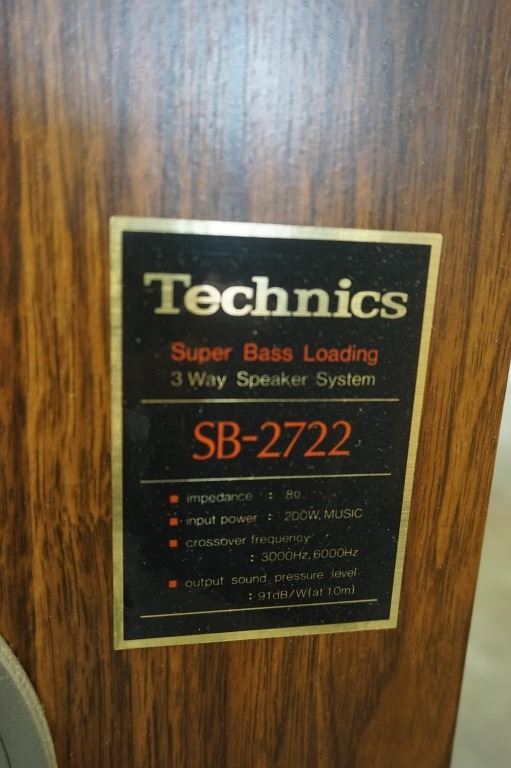 Technics
Super Bass Loading
3 Way Speaker System
SB-2722
■ impedance : 8Ω
■ input power : 200W, MUSIC
■ crossover frequency
: 3000Hz, 6000Hz
■ output sound pressure level
: 91dB/W(at 1.0m)